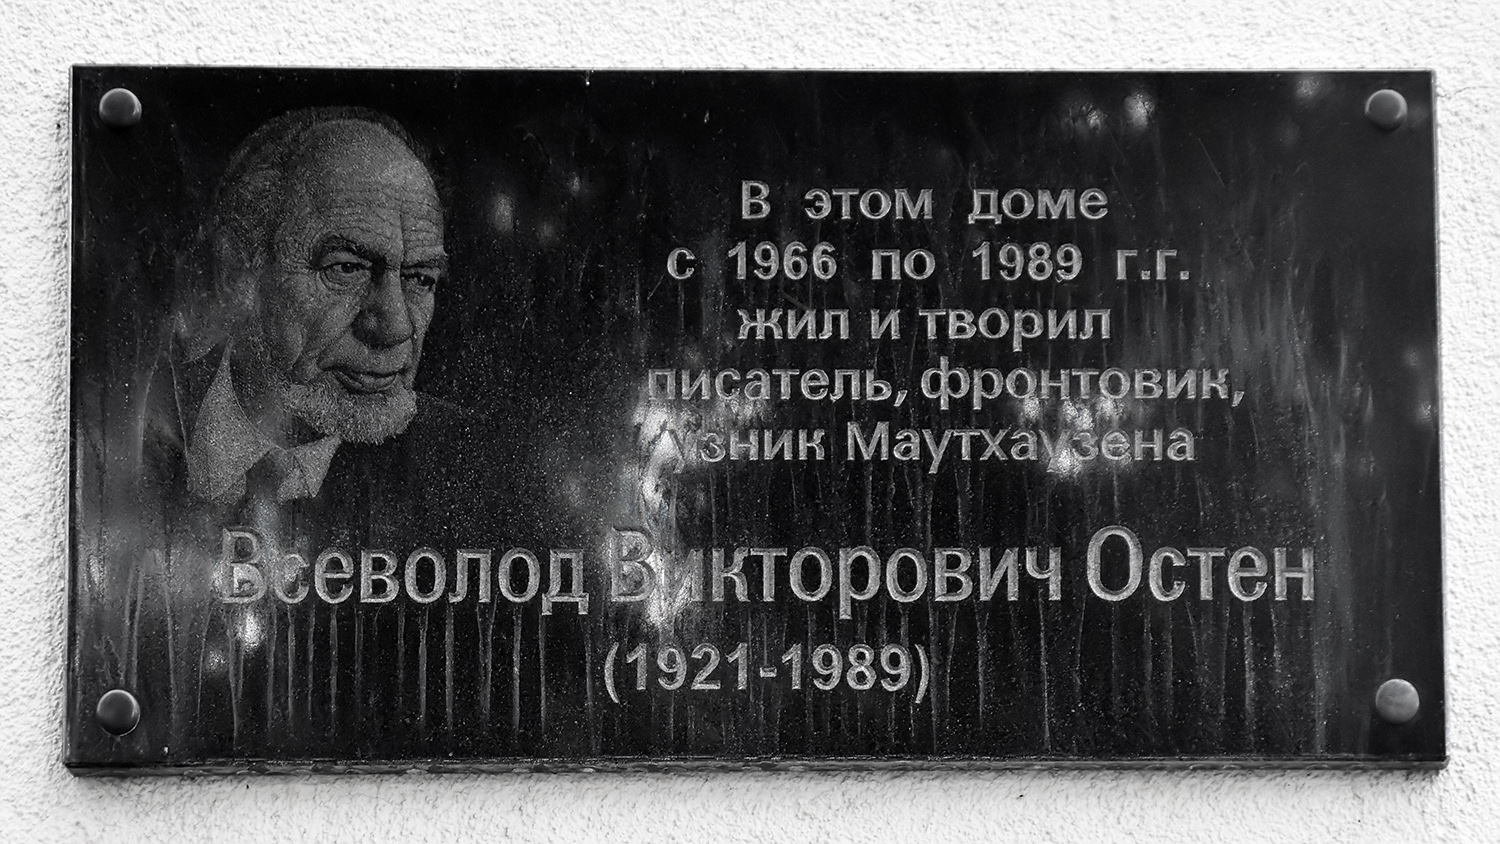 В этом доме
с 1966 по 1989 г.г.
жил и творил
писатель, фронтовик,
узник Маутхаузена
Всеволод Викторович Остен
(1921-1989)